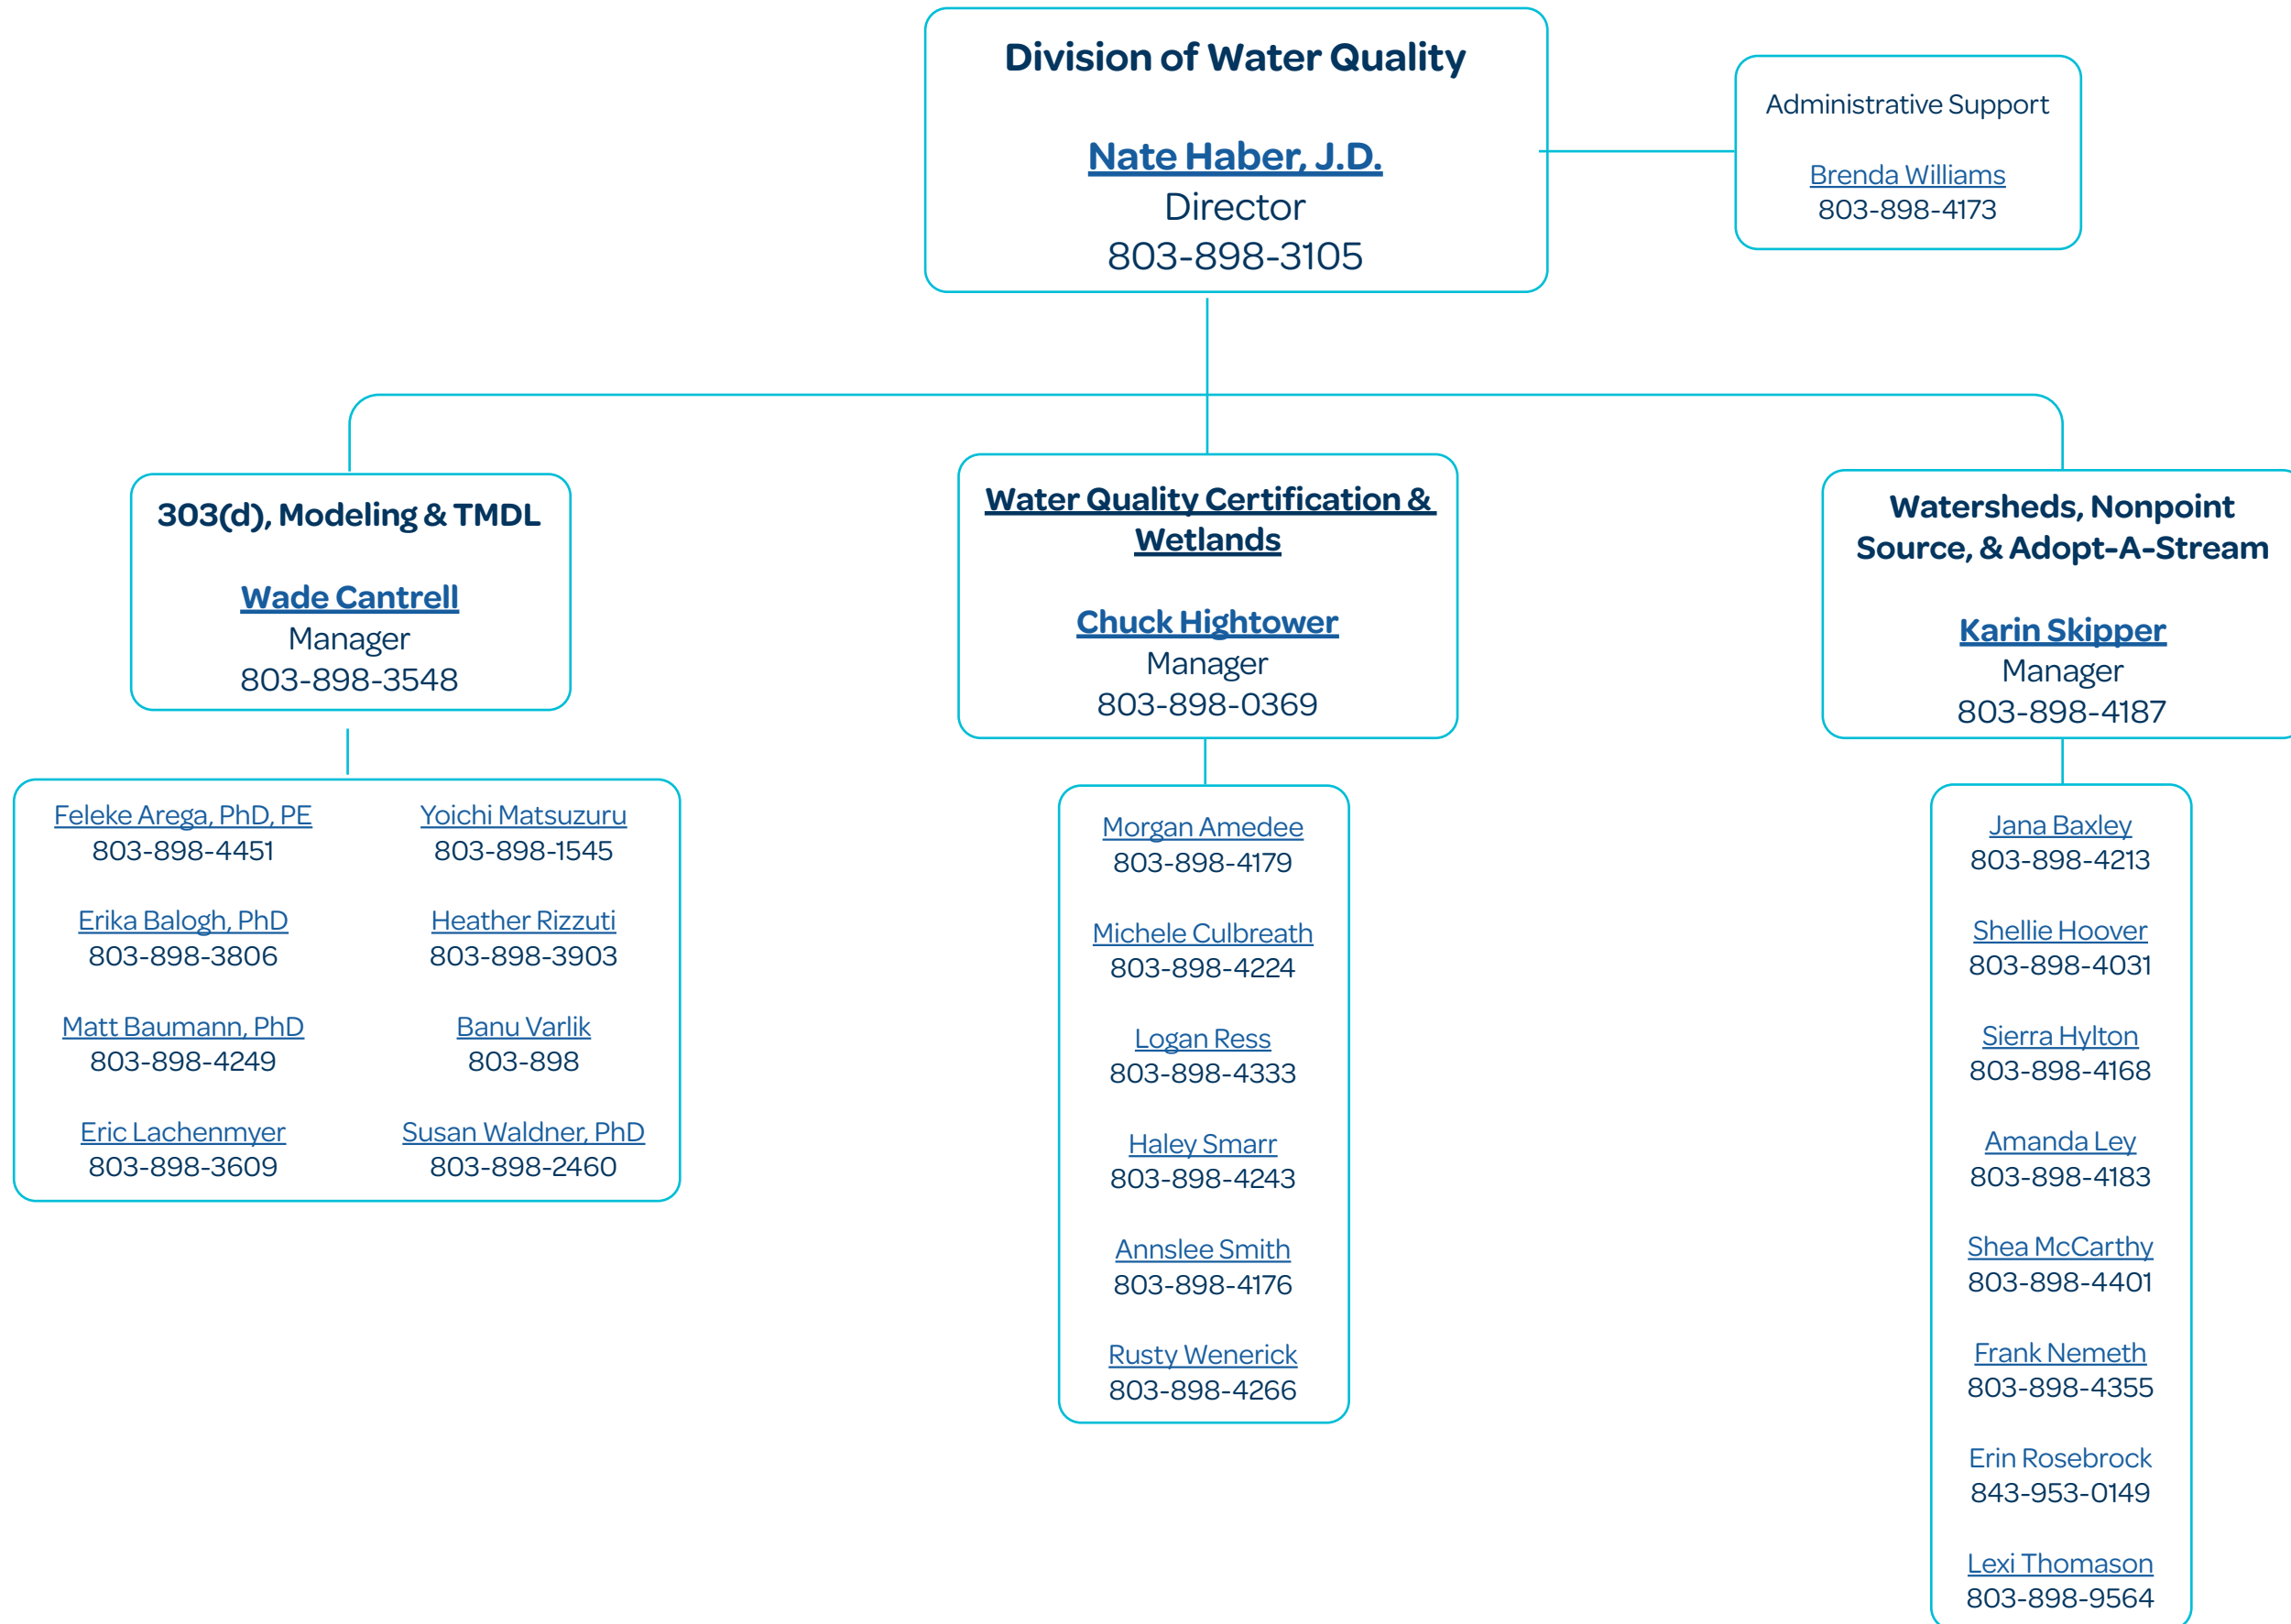 Division of Water Quality
Nate Haber, J.D.
Director
803-898-3105
Administrative Support
Brenda Williams
803-898-4173
303(d), Modeling & TMDL
Wade Cantrell
Manager
803-898-3548
Feleke Arega, PhD, PE
803-898-4451
Erika Balogh, PhD
803-898-3806
Matt Baumann, PhD
803-898-4249
Eric Lachenmyer
803-898-3609
Yoichi Matsuzuru
803-898-1545
Heather Rizzuti
803-898-3903
Banu Varlik
803-898
Susan Waldner, PhD
803-898-2460
Water Quality Certification &
Wetlands
Chuck Hightower
Manager
803-898-0369
Morgan Amedee
803-898-4179
Michele Culbreath
803-898-4224
Logan Ress
803-898-4333
Haley Smarr
803-898-4243
Annslee Smith
803-898-4176
Rusty Wenerick
803-898-4266
Watersheds, Nonpoint
Source, & Adopt-A-Stream
Karin Skipper
Manager
803-898-4187
Jana Baxley
803-898-4213
Shellie Hoover
803-898-4031
Sierra Hylton
803-898-4168
Amanda Ley
803-898-4183
Shea McCarthy
803-898-4401
Frank Nemeth
803-898-4355
Erin Rosebrock
843-953-0149
Lexi Thomason
803-898-9564